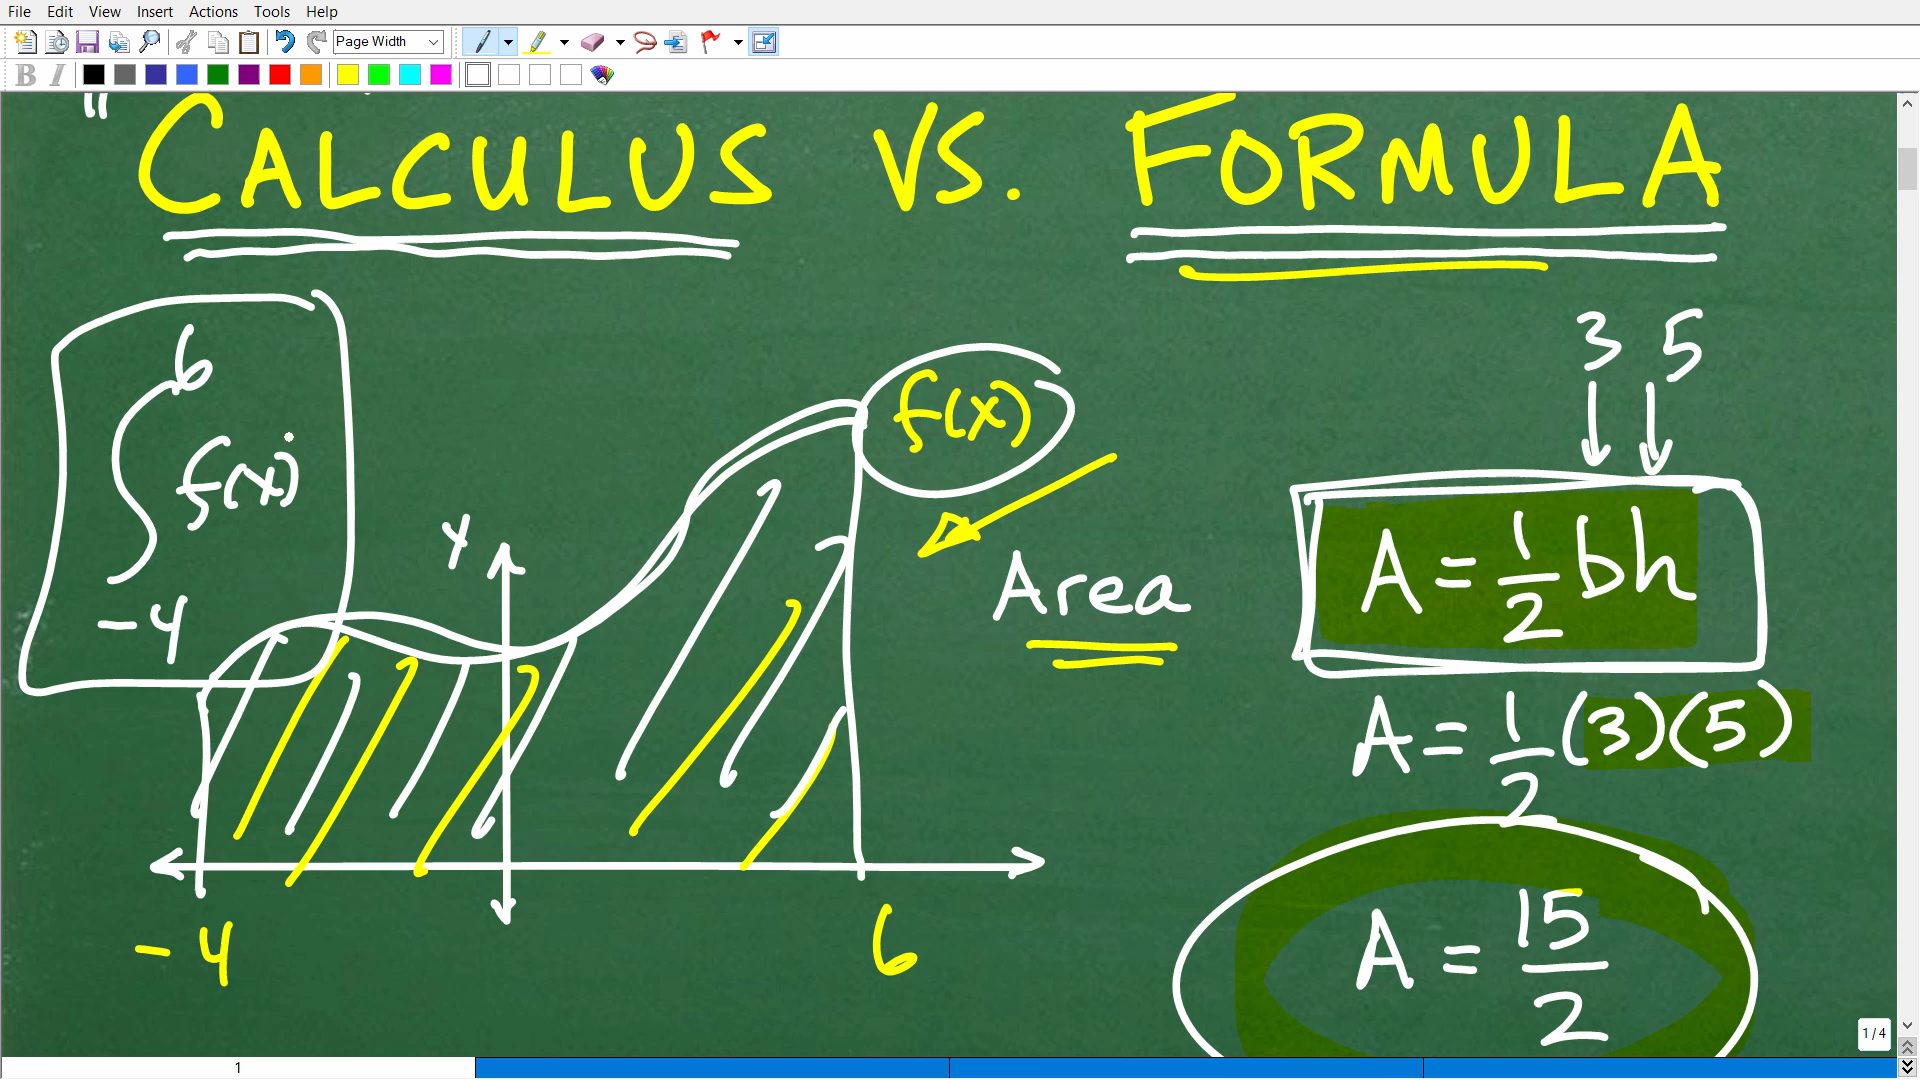 File Edit View Insert Actions Tools Help
Page Width
B I
" CALCULUS VS. FORMULA
6
∫ f(x)
-4
f(x)
Y
Area
-4
6
3 5
A = 1/2 bh
A = 1/2 (3)(5)
A = 15/2
1 / 4
1